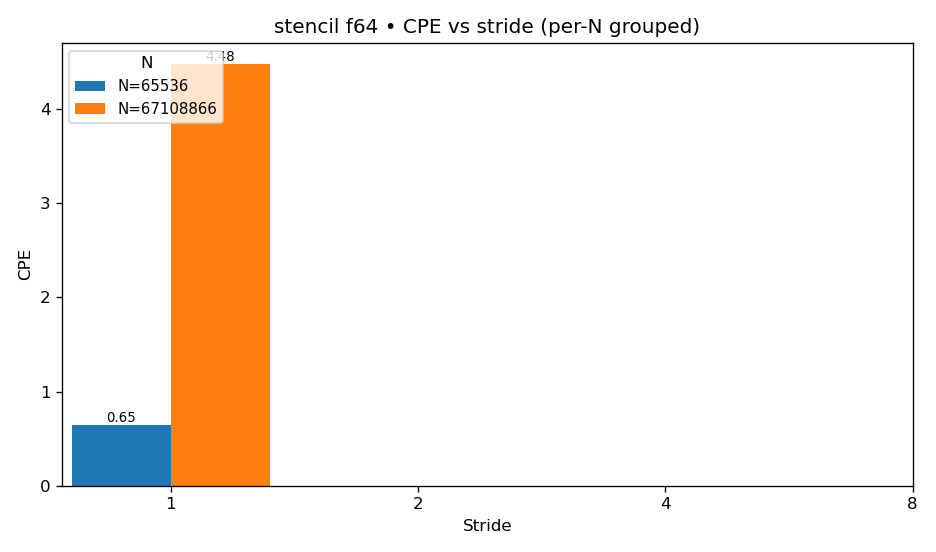 stencil f64 • CPE vs stride (per-N grouped)
4.48
N
N=65536
N=67108866
4
3
2
1
0
CPE
0.65
1
2
4
8
Stride